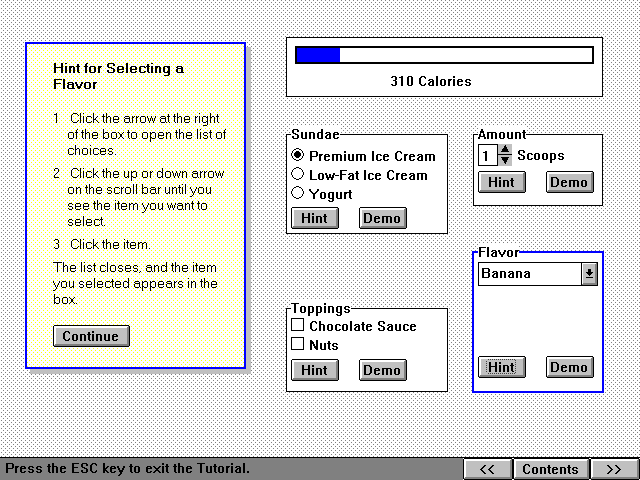 Hint for Selecting a
Flavor
1 Click the arrow at the right
of the box to open the list of
choices.
2 Click the up or down arrow
on the scroll bar until you
see the item you want to
select.
3 Click the item.
The list closes, and the item
you selected appears in the
box.
Continue
310 Calories
Sundae
Premium Ice Cream
Low-Fat Ice Cream
Yogurt
Hint Demo
Amount
1 Scoops
Hint Demo
Toppings
Chocolate Sauce
Nuts
Hint Demo
Flavor
Banana
Hint Demo
Press the ESC key to exit the Tutorial. << Contents >>